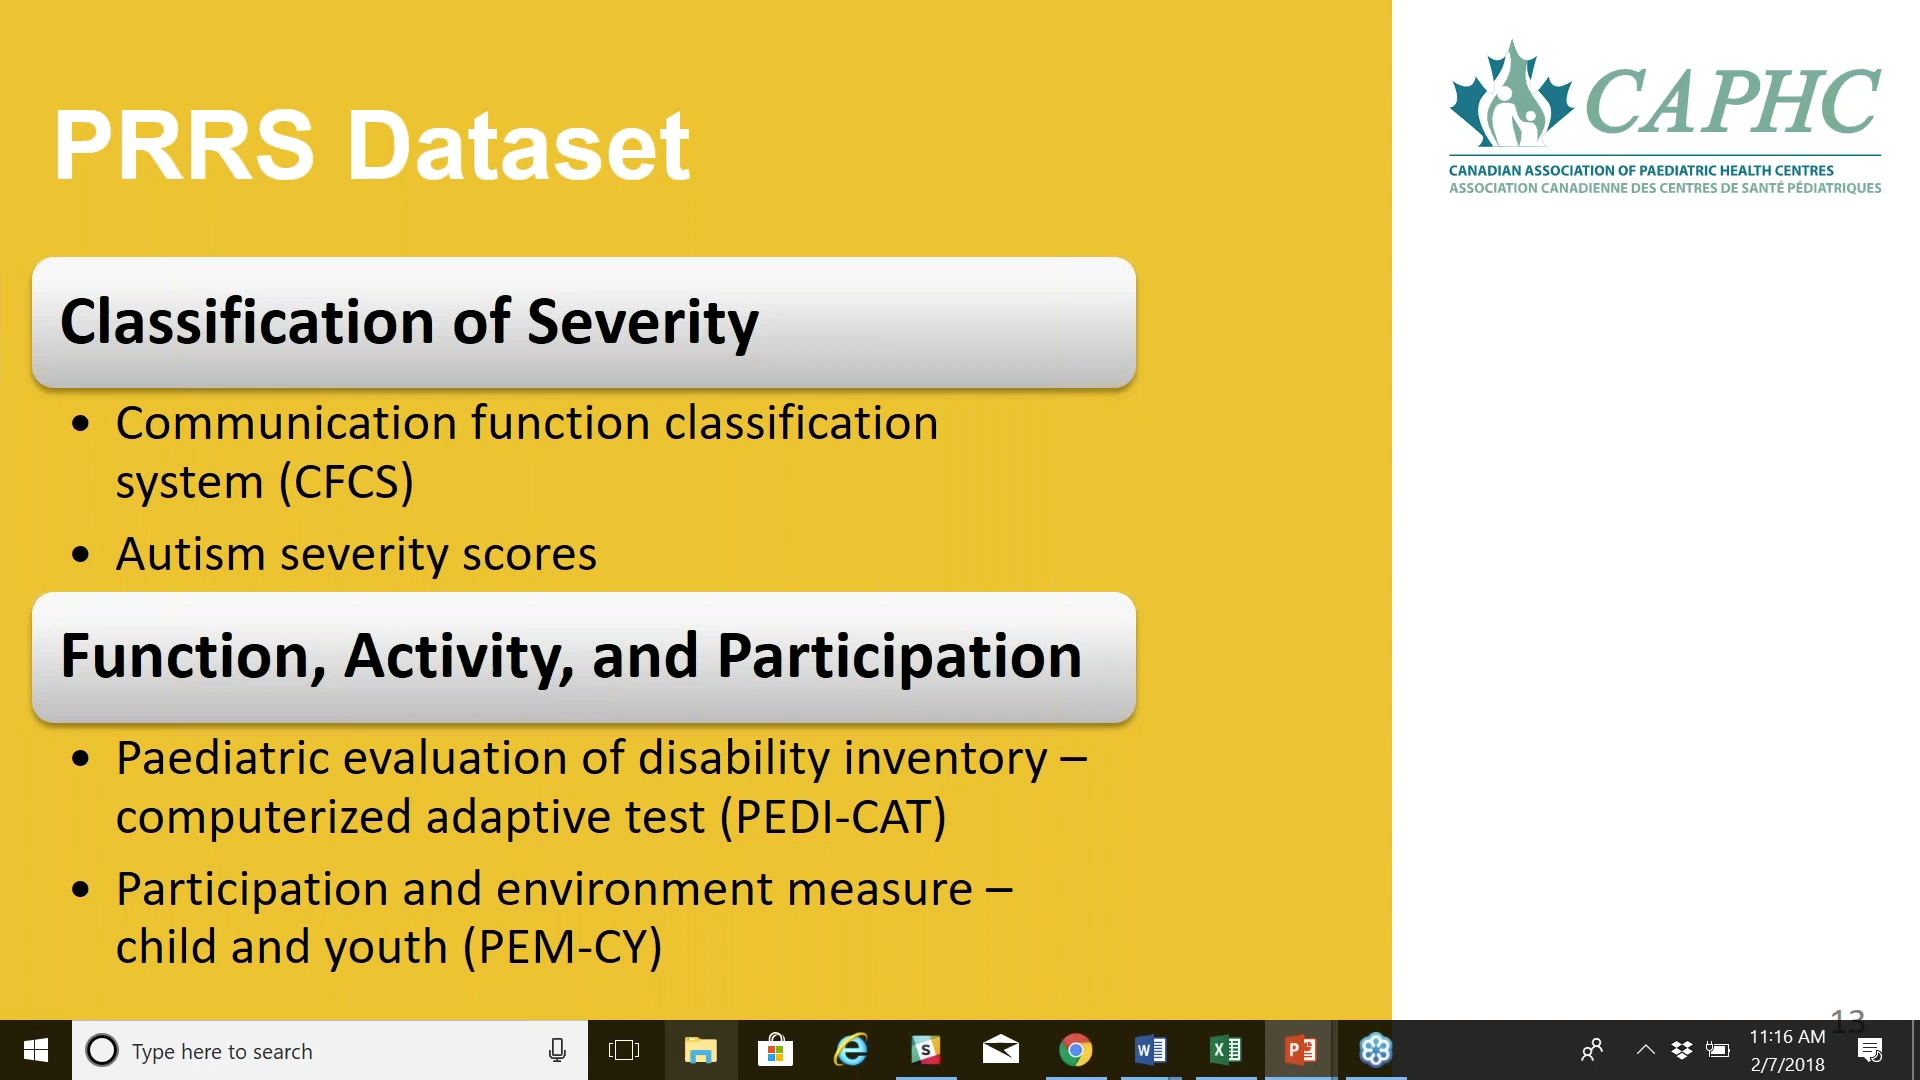 PRRS Dataset
CAPHC
CANADIAN ASSOCIATION OF PAEDIATRIC HEALTH CENTRES
ASSOCIATION CANADIENNE DES CENTRES DE SANTÉ PÉDIATRIQUES
Classification of Severity
• Communication function classification
system (CFCS)
• Autism severity scores
Function, Activity, and Participation
• Paediatric evaluation of disability inventory –
computerized adaptive test (PEDI-CAT)
• Participation and environment measure –
child and youth (PEM-CY)
13
Type here to search
11:16 AM
2/7/2018